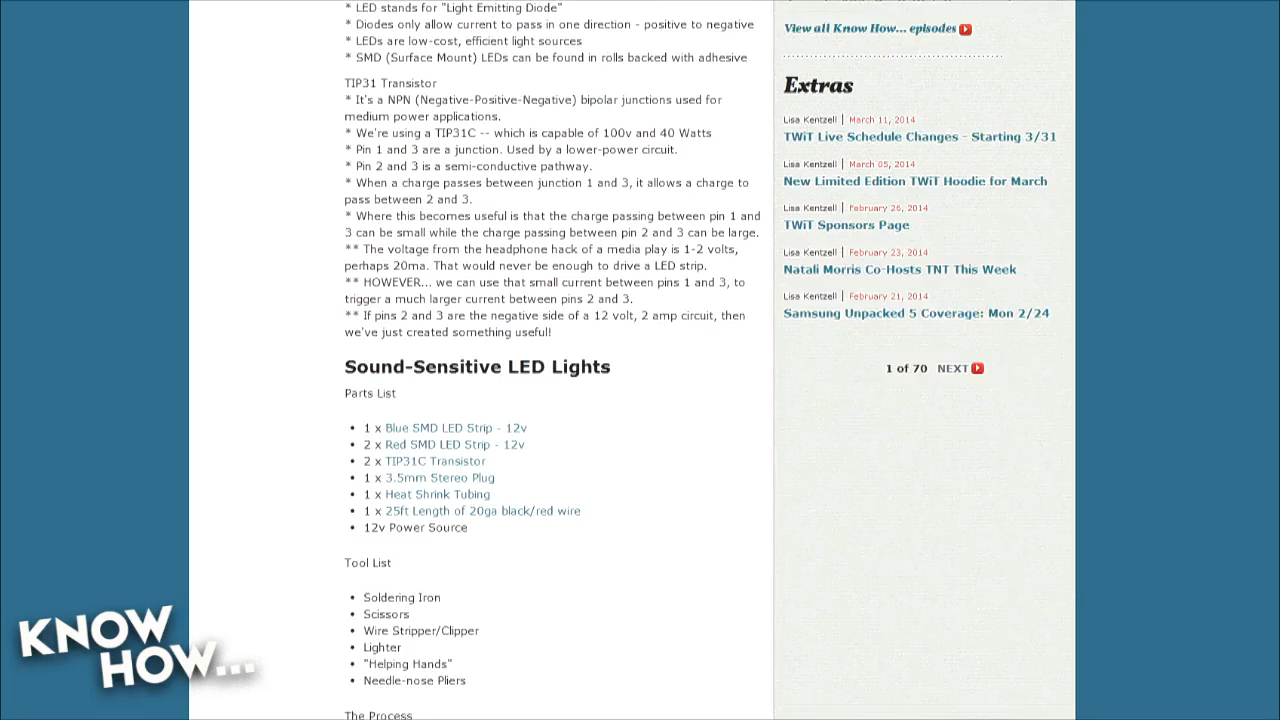 * LED stands for "Light Emitting Diode"
* Diodes only allow current to pass in one direction - positive to negative
* LEDs are low-cost, efficient light sources
* SMD (Surface Mount) LEDs can be found in rolls backed with adhesive
TIP31 Transistor
* It's a NPN (Negative-Positive-Negative) bipolar junctions used for
medium power applications.
* We're using a TIP31C -- which is capable of 100v and 40 Watts
* Pin 1 and 3 are a junction. Used by a lower-power circuit.
* Pin 2 and 3 is a semi-conductive pathway.
* When a charge passes between junction 1 and 3, it allows a charge to
pass between 2 and 3.
* Where this becomes useful is that the charge passing between pin 1 and
3 can be small while the charge passing between pin 2 and 3 can be large.
** The voltage from the headphone hack of a media play is 1-2 volts,
perhaps 20ma. That would never be enough to drive a LED strip.
** HOWEVER... we can use that small current between pins 1 and 3, to
trigger a much larger current between pins 2 and 3.
** If pins 2 and 3 are the negative side of a 12 volt, 2 amp circuit, then
we've just created something useful!
Sound-Sensitive LED Lights
Parts List
• 1 x Blue SMD LED Strip - 12v
• 2 x Red SMD LED Strip - 12v
• 2 x TIP31C Transistor
• 1 x 3.5mm Stereo Plug
• 1 x Heat Shrink Tubing
• 1 x 25ft Length of 20ga black/red wire
• 12v Power Source
Tool List
• Soldering Iron
• Scissors
• Wire Stripper/Clipper
• Lighter
• "Helping Hands"
• Needle-nose Pliers
The Process
View all Know How... episodes
Extras
Lisa Kentzell | March 11, 2014
TWiT Live Schedule Changes - Starting 3/31
Lisa Kentzell | March 05, 2014
New Limited Edition TWiT Hoodie for March
Lisa Kentzell | February 26, 2014
TWiT Sponsors Page
Lisa Kentzell | February 23, 2014
Natali Morris Co-Hosts TNT This Week
Lisa Kentzell | February 21, 2014
Samsung Unpacked 5 Coverage: Mon 2/24
1 of 70 NEXT
KNOW
HOW...